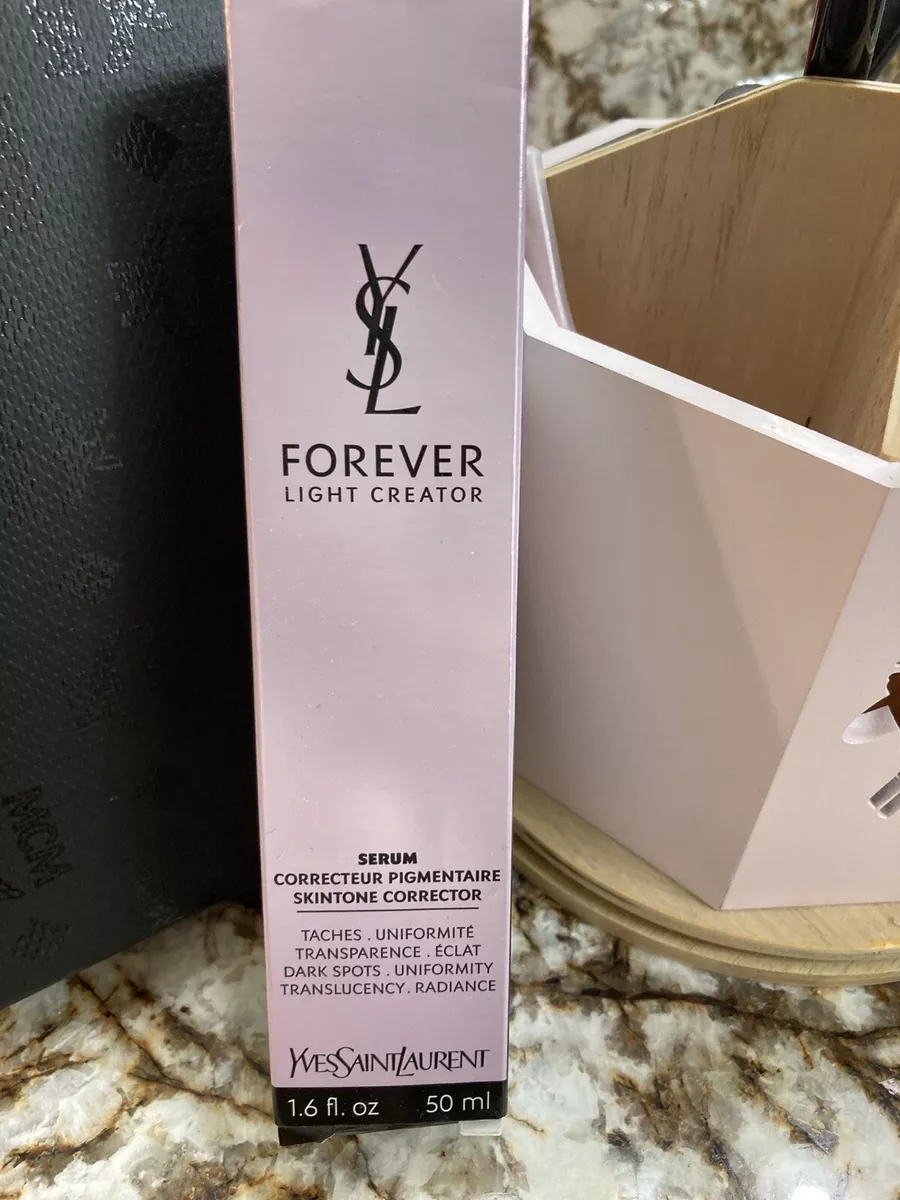 YSL
FOREVER
LIGHT CREATOR
SERUM
CORRECTEUR PIGMENTAIRE
SKINTONE CORRECTOR
TACHES . UNIFORMITÉ
TRANSPARENCE . ÉCLAT
DARK SPOTS . UNIFORMITY
TRANSLUCENCY . RADIANCE
YVESSAINTLAURENT
1.6 fl. oz 50 ml
MCM